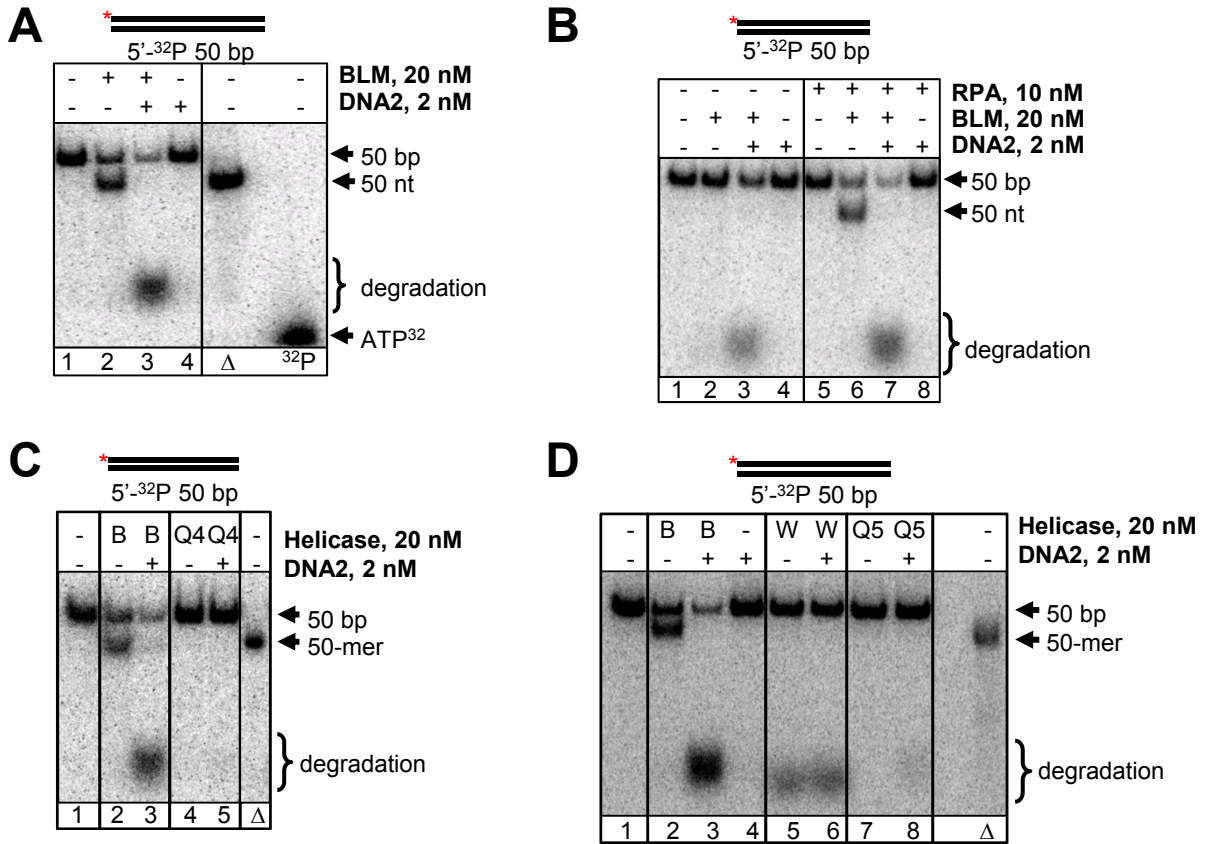 A
*
5'-³²P 50 bp
- + + - - - BLM, 20 nM
- - + + - - DNA2, 2 nM
50 bp
50 nt
degradation
ATP³²
1 2 3 4 Δ ³²P
B
*
5'-³²P 50 bp
- - - - + + + + RPA, 10 nM
- + + - - + + - BLM, 20 nM
- - + + - - + + DNA2, 2 nM
50 bp
50 nt
degradation
1 2 3 4 5 6 7 8
C
*
5'-³²P 50 bp
- B B Q4 Q4 - Helicase, 20 nM
- - + - + - DNA2, 2 nM
50 bp
50-mer
degradation
1 2 3 4 5 Δ
D
*
5'-³²P 50 bp
- B B - W W Q5 Q5 - Helicase, 20 nM
- - + + - + - + - DNA2, 2 nM
50 bp
50-mer
degradation
1 2 3 4 5 6 7 8 Δ